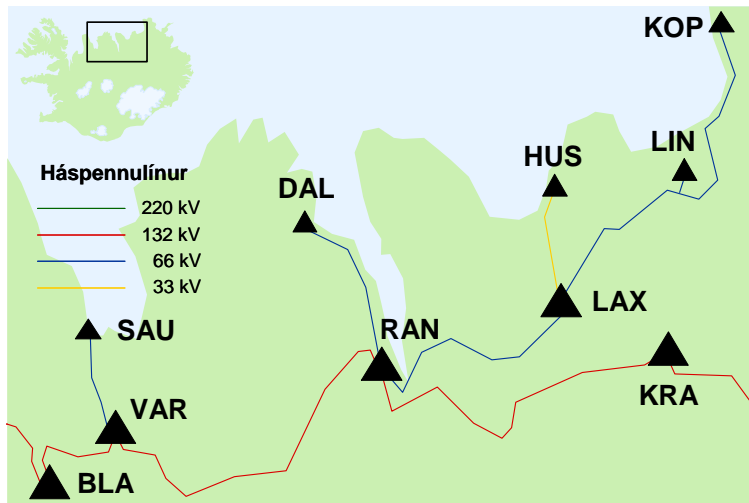 KOP
LIN
HUS
DAL
Háspennulínur
220 kV
132 kV
66 kV
33 kV
SAU
RAN
LAX
VAR
KRA
BLA